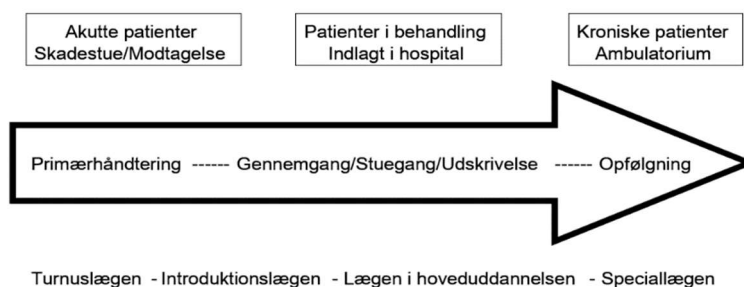 Akutte patienter
Skadestue/Modtagelse
Patienter i behandling
Indlagt i hospital
Kroniske patienter
Ambulatorium
Primærhåndtering ------ Gennemgang/Stuegang/Udskrivelse ------ Opfølgning
Turnuslægen - Introduktionslægen - Lægen i hoveduddannelsen - Speciallægen